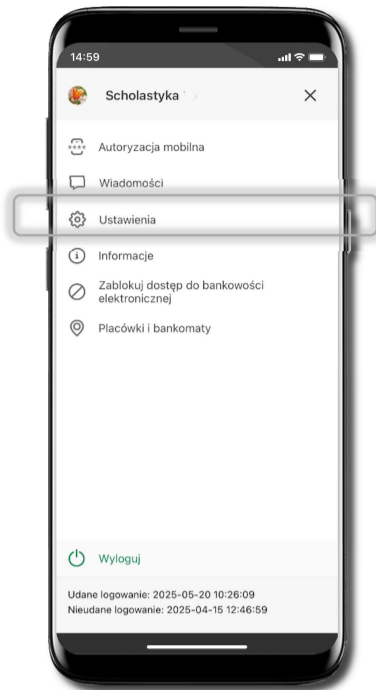 14:59
Scholastyka
Autoryzacja mobilna
Wiadomości
Ustawienia
Informacje
Zablokuj dostęp do bankowości
elektronicznej
Placówki i bankomaty
Wyloguj
Udane logowanie: 2025-05-20 10:26:09
Nieudane logowanie: 2025-04-15 12:46:59